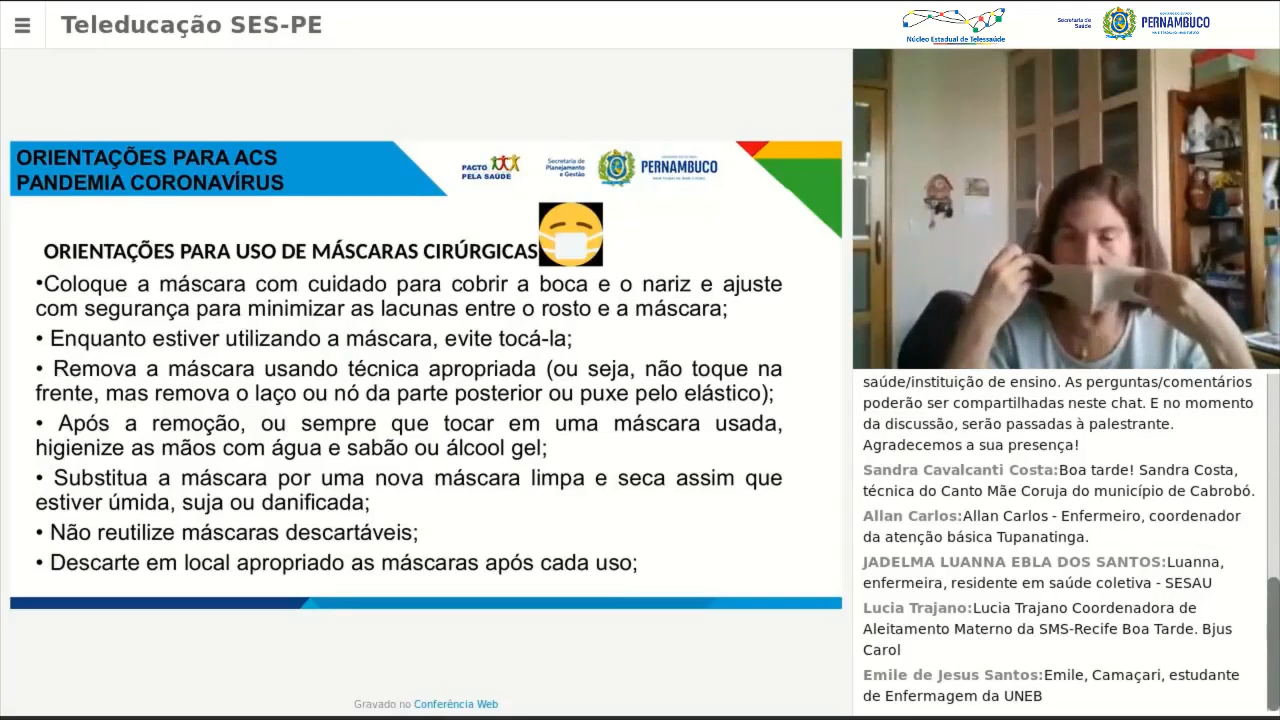 Teleducação SES-PE
Núcleo Estadual de Telessaúde
Secretaria de
Saúde
PERNAMBUCO
ORIENTAÇÕES PARA ACS
PANDEMIA CORONAVÍRUS
PACTO
PELA SAÚDE
Secretaria de
Planejamento
e Gestão
PERNAMBUCO
ORIENTAÇÕES PARA USO DE MÁSCARAS CIRÚRGICAS
•Coloque a máscara com cuidado para cobrir a boca e o nariz e ajuste
com segurança para minimizar as lacunas entre o rosto e a máscara;
• Enquanto estiver utilizando a máscara, evite tocá-la;
• Remova a máscara usando técnica apropriada (ou seja, não toque na
frente, mas remova o laço ou nó da parte posterior ou puxe pelo elástico);
• Após a remoção, ou sempre que tocar em uma máscara usada,
higienize as mãos com água e sabão ou álcool gel;
• Substitua a máscara por uma nova máscara limpa e seca assim que
estiver úmida, suja ou danificada;
• Não reutilize máscaras descartáveis;
• Descarte em local apropriado as máscaras após cada uso;
Gravado no Conferência Web
saúde/instituição de ensino. As perguntas/comentários
poderão ser compartilhadas neste chat. E no momento
da discussão, serão passadas à palestrante.
Agradecemos a sua presença!
Sandra Cavalcanti Costa:Boa tarde! Sandra Costa,
técnica do Canto Mãe Coruja do município de Cabrobó.
Allan Carlos:Allan Carlos - Enfermeiro, coordenador
da atenção básica Tupanatinga.
JADELMA LUANNA EBLA DOS SANTOS:Luanna,
enfermeira, residente em saúde coletiva - SESAU
Lucia Trajano:Lucia Trajano Coordenadora de
Aleitamento Materno da SMS-Recife Boa Tarde. Bjus
Carol
Emile de Jesus Santos:Emile, Camaçari, estudante
de Enfermagem da UNEB